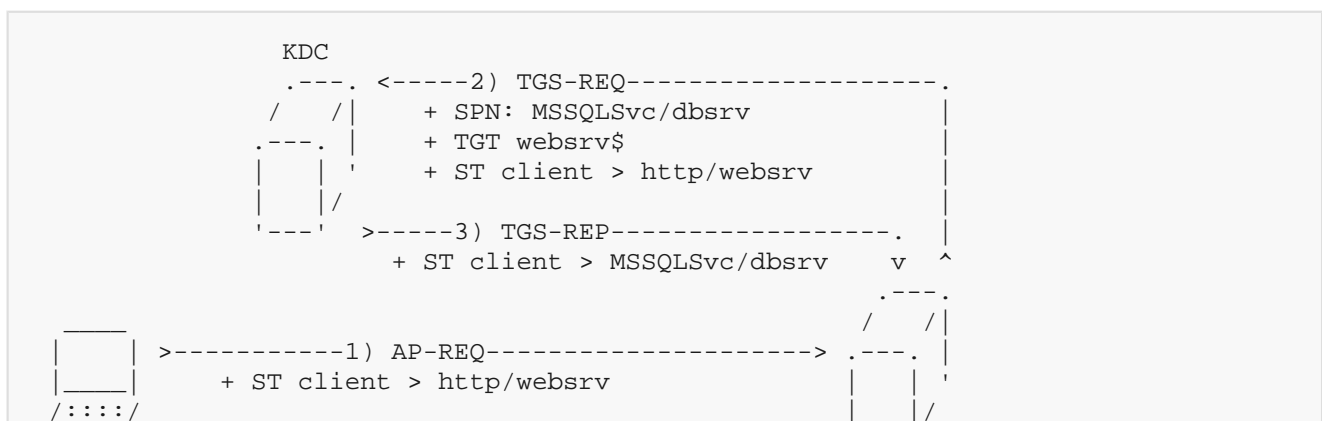 KDC
<-----2) TGS-REQ--------------------.
+ SPN: MSSQLSvc/dbsrv
+ TGT websrv$
+ ST client > http/websrv
>-----3) TGS-REP------------------.
+ ST client > MSSQLSvc/dbsrv v ^
>-----------1) AP-REQ--------------------->
+ ST client > http/websrv